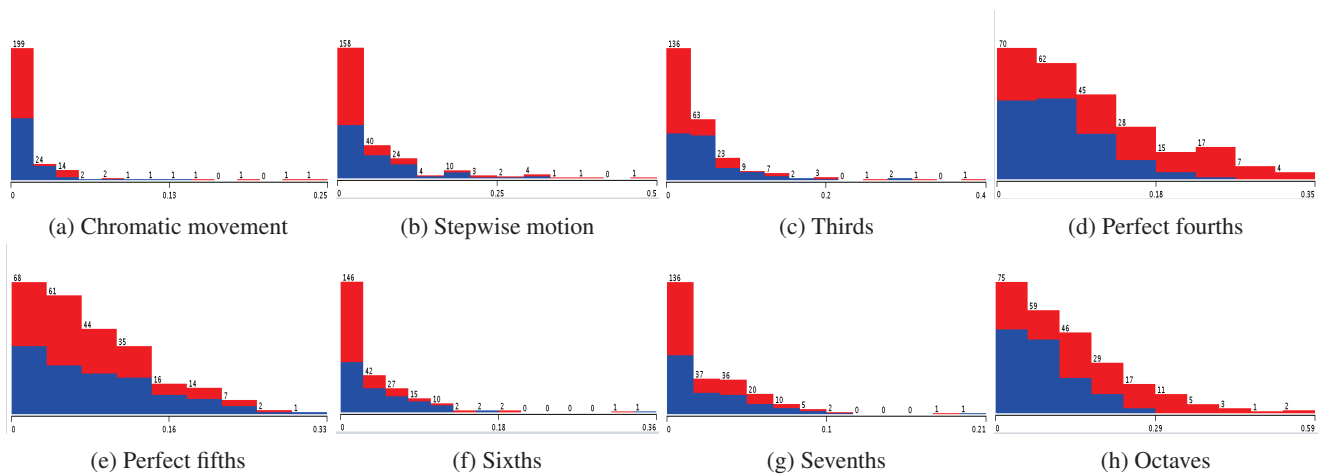 199 24 14 2 2 1 1 1 1 0 1 0 1 1
0 0.13 0.25
(a) Chromatic movement
158 40 24 4 10 3 2 4 1 1 0 1
0 0.25 0.5
(b) Stepwise motion
136 63 23 9 7 2 3 0 1 2 1 0 1
0 0.2 0.4
(c) Thirds
70 62 45 28 15 17 7 4
0 0.18 0.35
(d) Perfect fourths
68 61 44 35 16 14 7 2 1
0 0.16 0.33
(e) Perfect fifths
146 42 27 15 10 2 2 2 0 0 0 0 1 1
0 0.18 0.36
(f) Sixths
136 37 36 20 10 5 2 0 0 0 1 1
0 0.1 0.21
(g) Sevenths
75 59 46 29 17 11 5 3 1 2
0 0.29 0.59
(h) Octaves